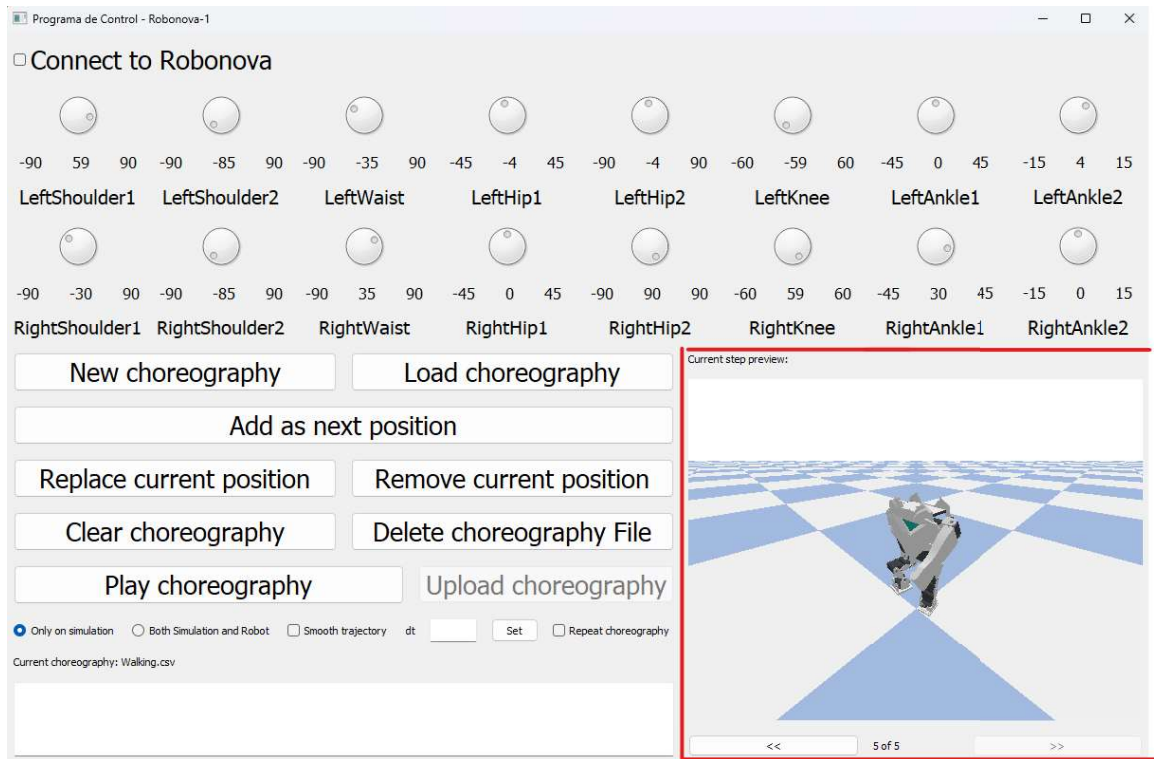 Programa de Control - Robonova-1
Connect to Robonova
-90 59 90 -90 -85 90 -90 -35 90 -45 -4 45 -90 -4 90 -60 -59 60 -45 0 45 -15 4 15
LeftShoulder1 LeftShoulder2 LeftWaist LeftHip1 LeftHip2 LeftKnee LeftAnkle1 LeftAnkle2
-90 -30 90 -90 -85 90 -90 35 90 -45 0 45 -90 90 90 -60 59 60 -45 30 45 -15 0 15
RightShoulder1 RightShoulder2 RightWaist RightHip1 RightHip2 RightKnee RightAnkle1 RightAnkle2
New choreography Load choreography
Add as next position
Replace current position Remove current position
Clear choreography Delete choreography File
Play choreography Upload choreography
Only on simulation Both Simulation and Robot Smooth trajectory dt Set Repeat choreography
Current choreography: Walking.csv
Current step preview:
<< 5 of 5 >>